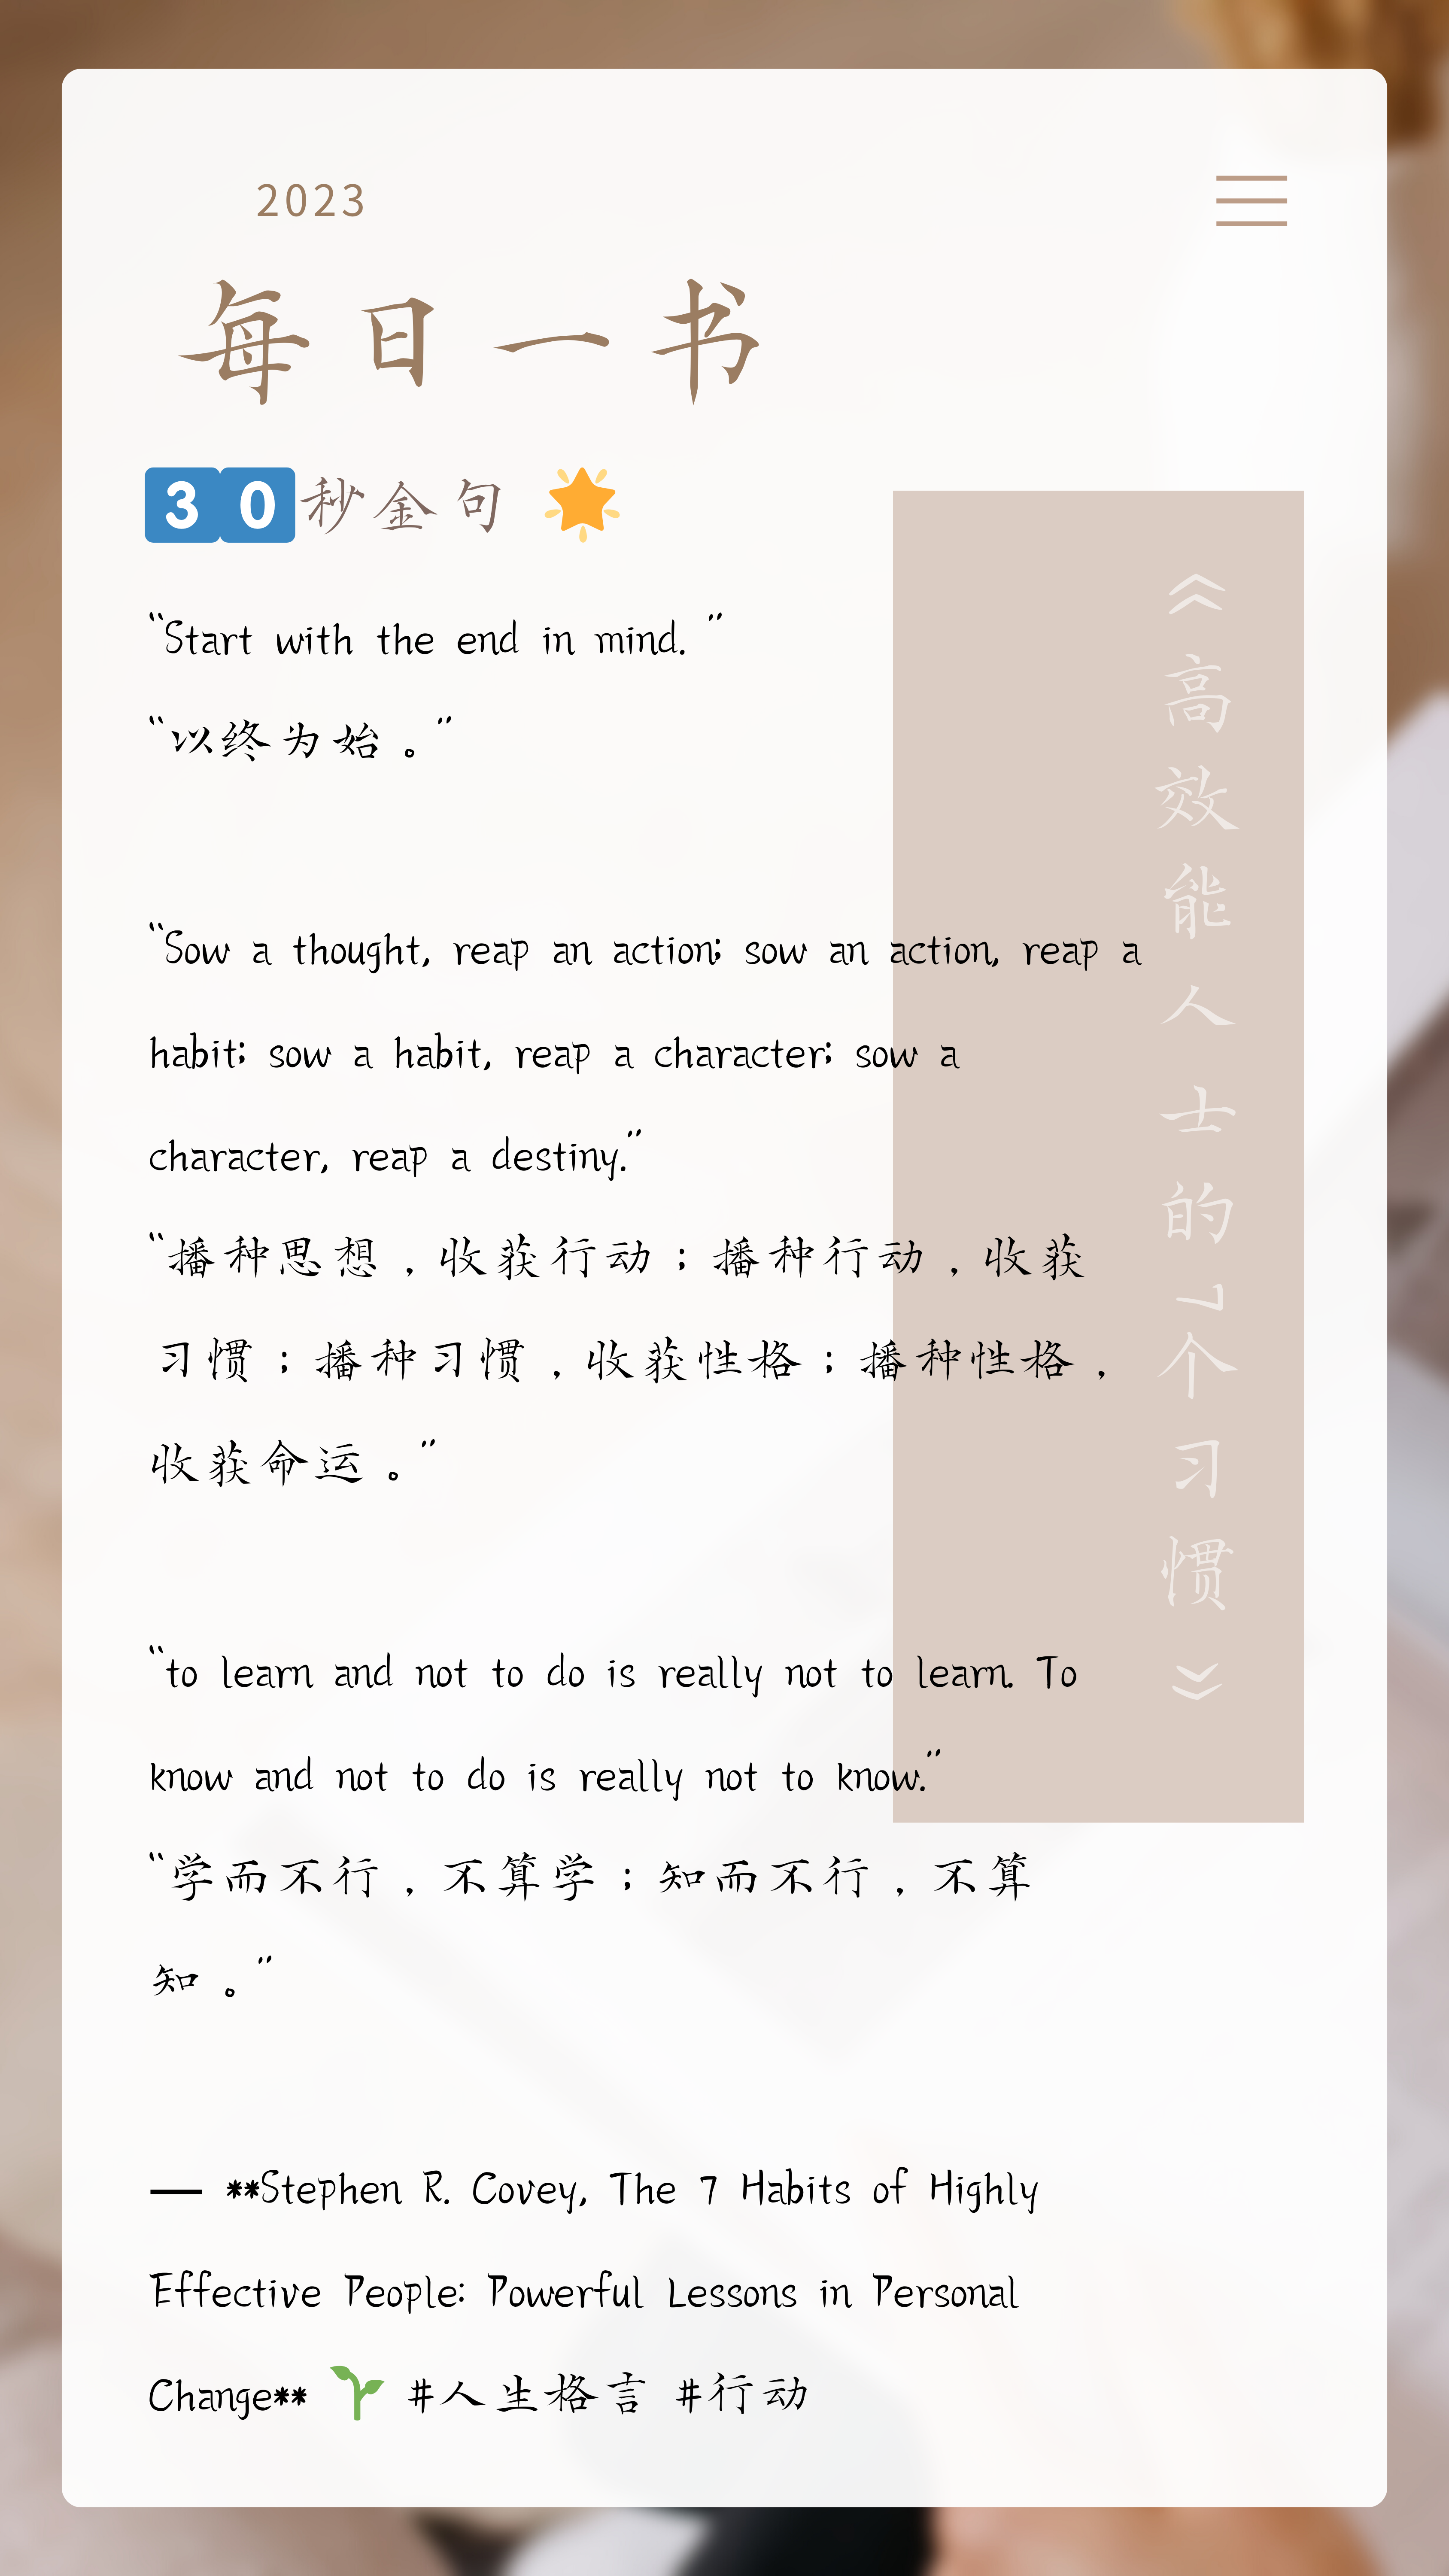 2023
每日一书
30秒金句 🌟
“Start with the end in mind. ”
“以终为始。”
“Sow a thought, reap an action; sow an action, reap a
habit; sow a habit, reap a character; sow a
character, reap a destiny.”
“播种思想，收获行动；播种行动，收获
习惯；播种习惯，收获性格；播种性格，
收获命运。”
“to learn and not to do is really not to learn. To
know and not to do is really not to know.”
“学而不行，不算学；知而不行，不算
知。”
— **Stephen R. Covey, The 7 Habits of Highly
Effective People: Powerful Lessons in Personal
Change** 🌱 #人生格言 #行动
《高效能人士的7个习惯》